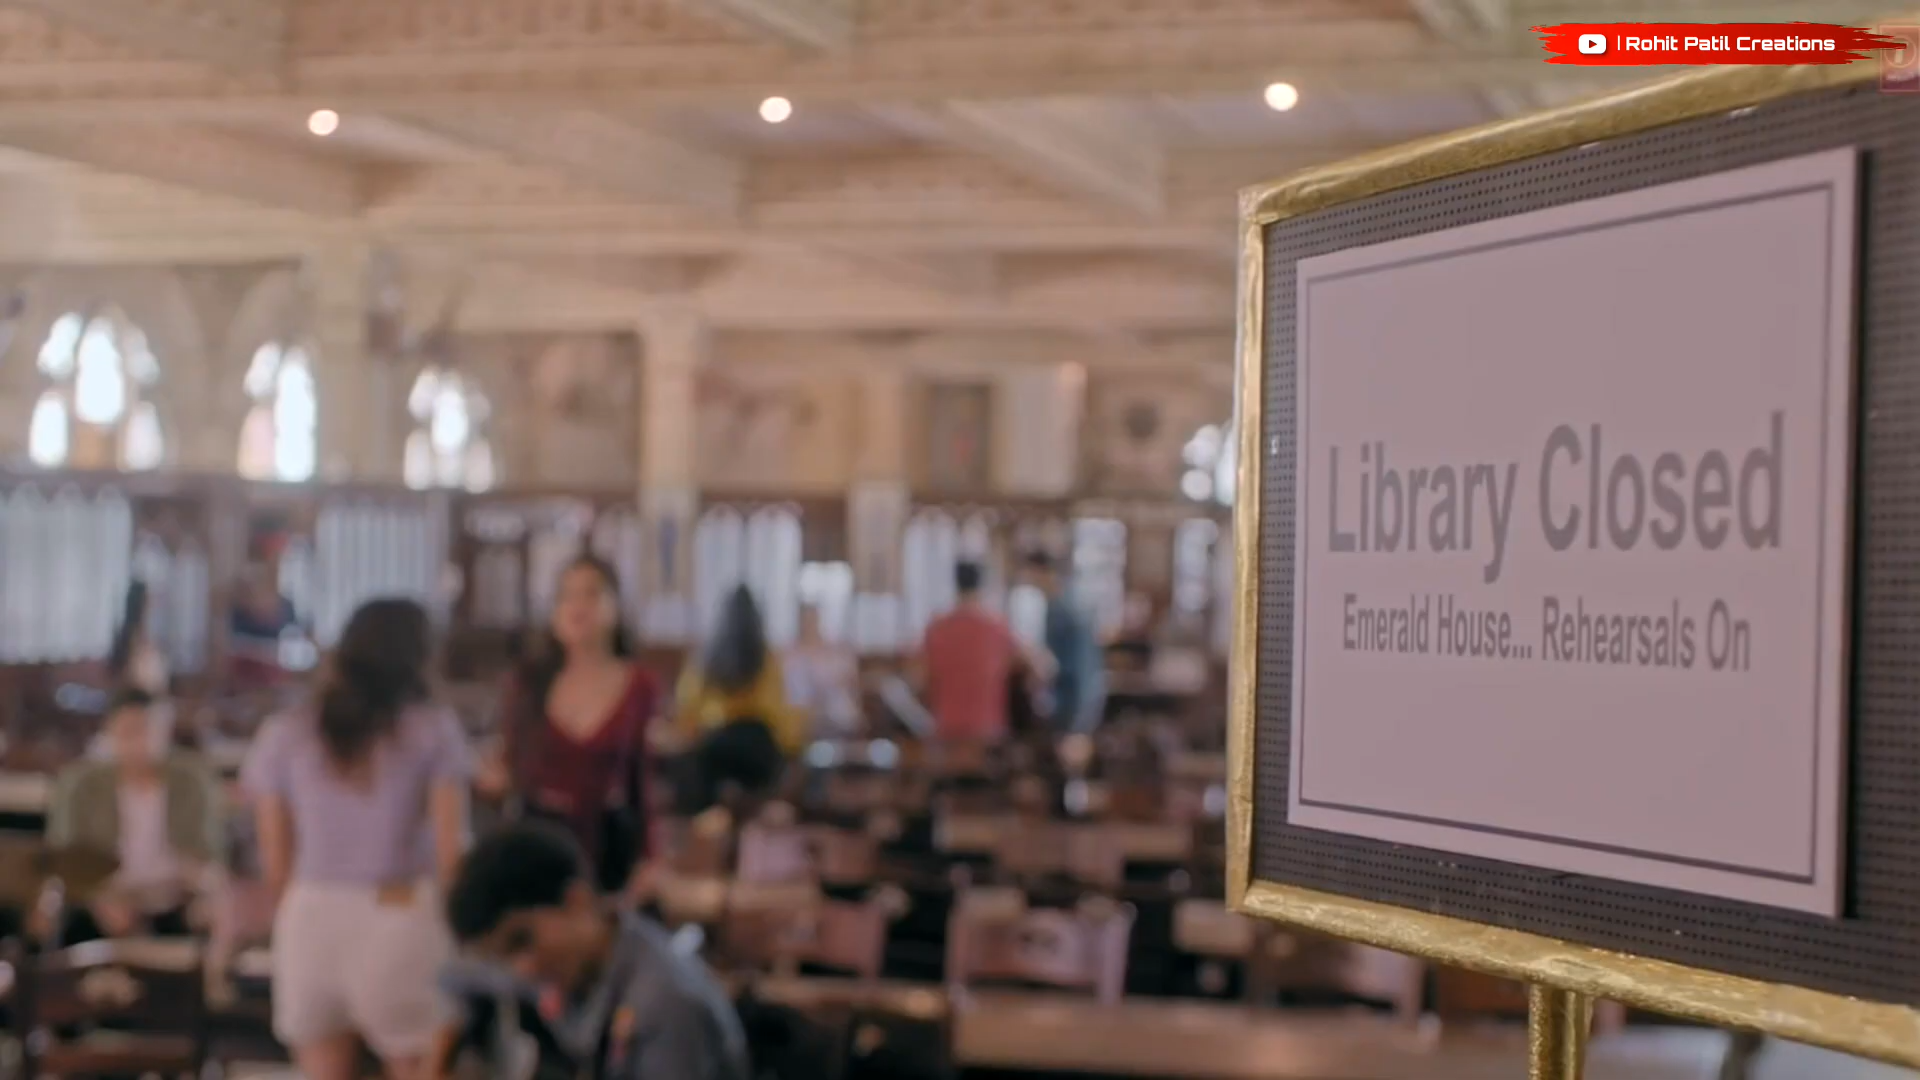 | Rohit Patil Creations
Library Closed
Emerald House... Rehearsals On